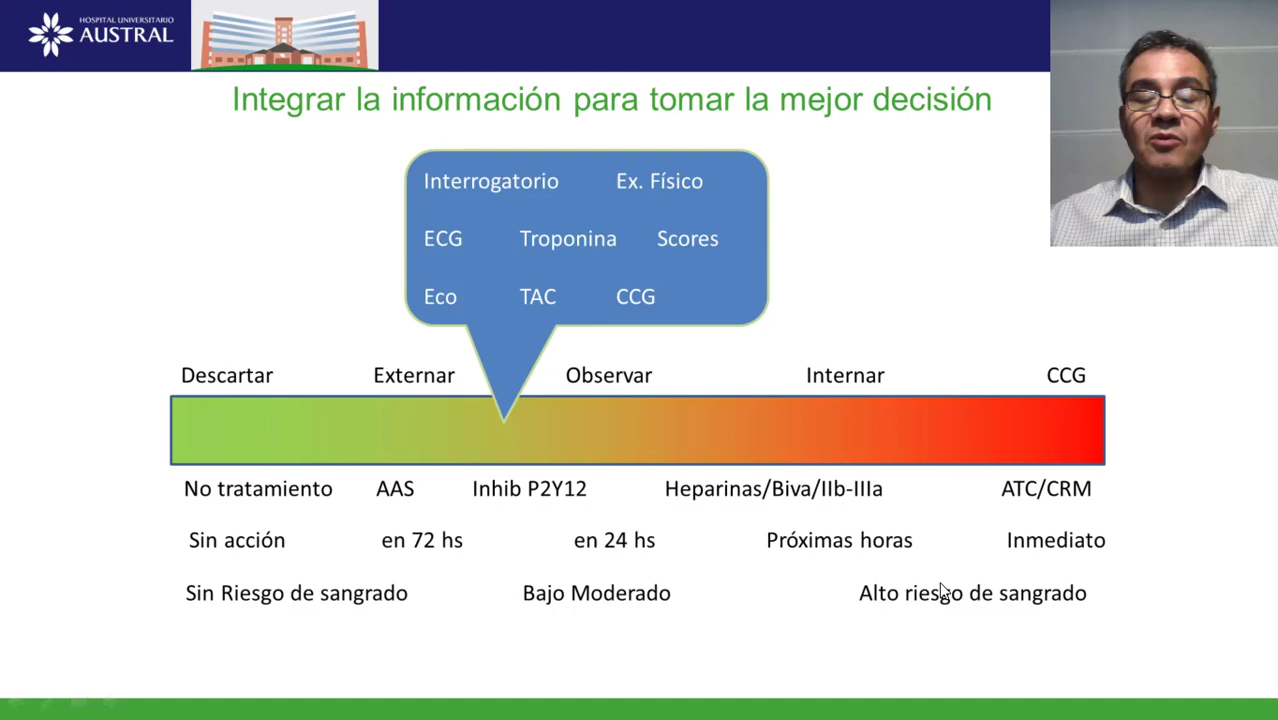 HOSPITAL UNIVERSITARIO
AUSTRAL
Integrar la información para tomar la mejor decisión
Interrogatorio Ex. Físico
ECG Troponina Scores
Eco TAC CCG
Descartar Externar Observar Internar CCG
No tratamiento AAS Inhib P2Y12 Heparinas/Biva/IIb-IIIa ATC/CRM
Sin acción en 72 hs en 24 hs Próximas horas Inmediato
Sin Riesgo de sangrado Bajo Moderado Alto riesgo de sangrado